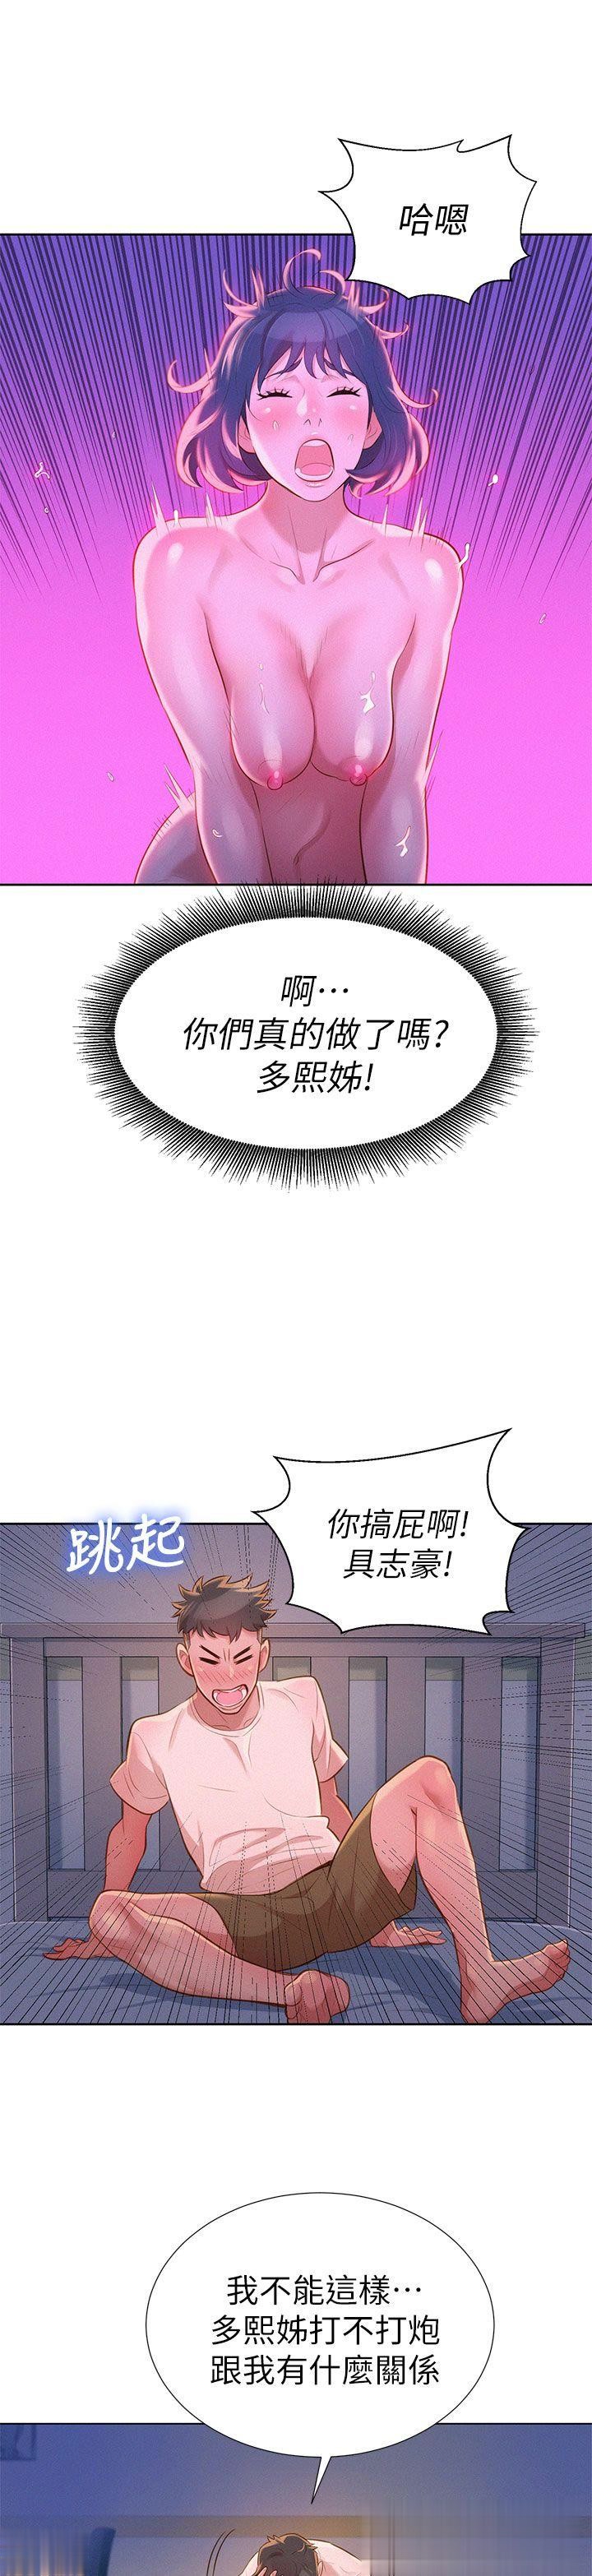 哈嗯
啊…
你們真的做了嗎?
多熙姊!
你搞屁啊!
具志豪!
跳起
我不能這樣…
多熙姊打不打炮
跟我有什麼關係